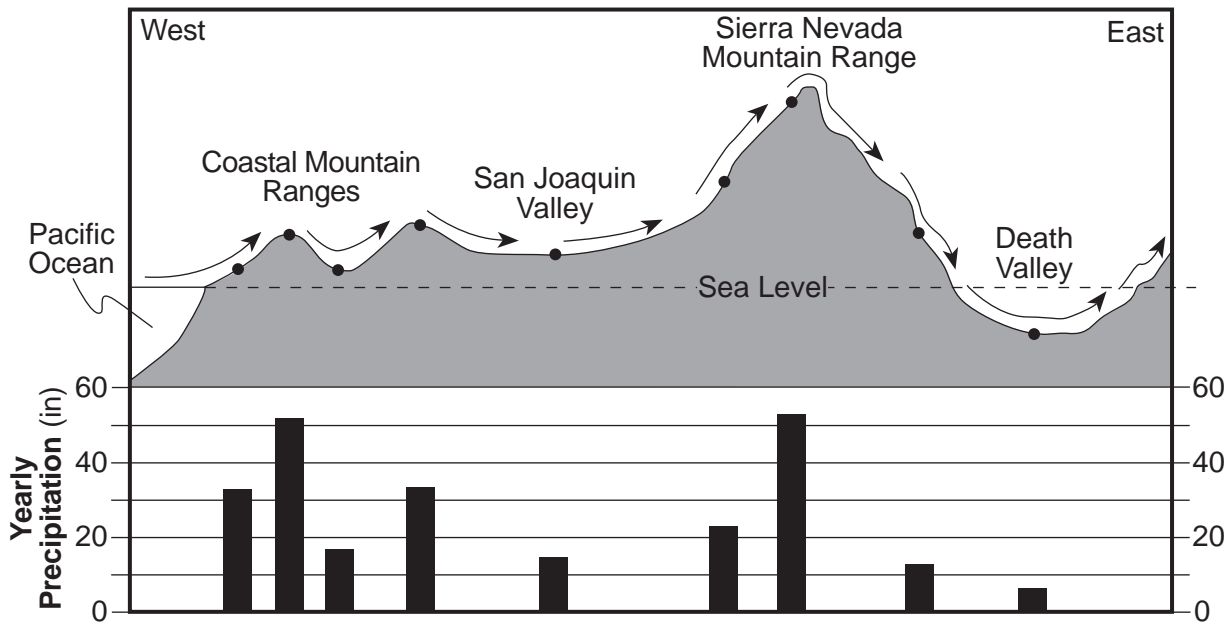 West
Sierra Nevada
Mountain Range
East
Coastal Mountain
Ranges
San Joaquin
Valley
Pacific
Ocean
Death
Valley
Sea Level
Yearly
Precipitation (in)
60
40
20
0
60
40
20
0